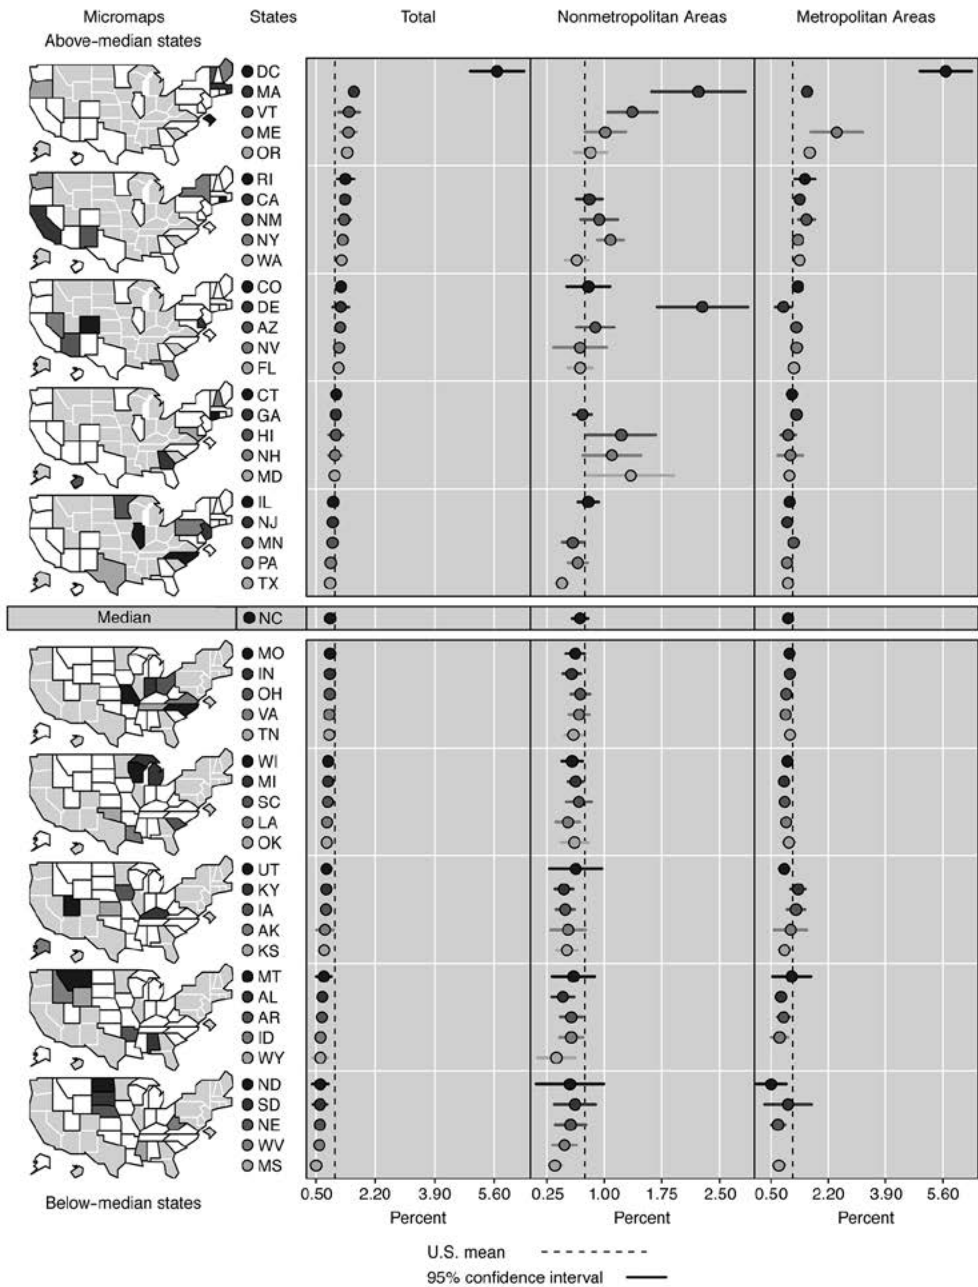 Micromaps States Total Nonmetropolitan Areas Metropolitan Areas
Above–median states
DC
MA
VT
ME
OR
RI
CA
NM
NY
WA
CO
DE
AZ
NV
FL
CT
GA
HI
NH
MD
IL
NJ
MN
PA
TX
Median NC
MO
IN
OH
VA
TN
WI
MI
SC
LA
OK
UT
KY
IA
AK
KS
MT
AL
AR
ID
WY
ND
SD
NE
WV
MS
0.50 2.20 3.90 5.60 0.25 1.00 1.75 2.50 0.50 2.20 3.90 5.60
Below–median states
Percent Percent Percent
U.S. mean
95% confidence interval